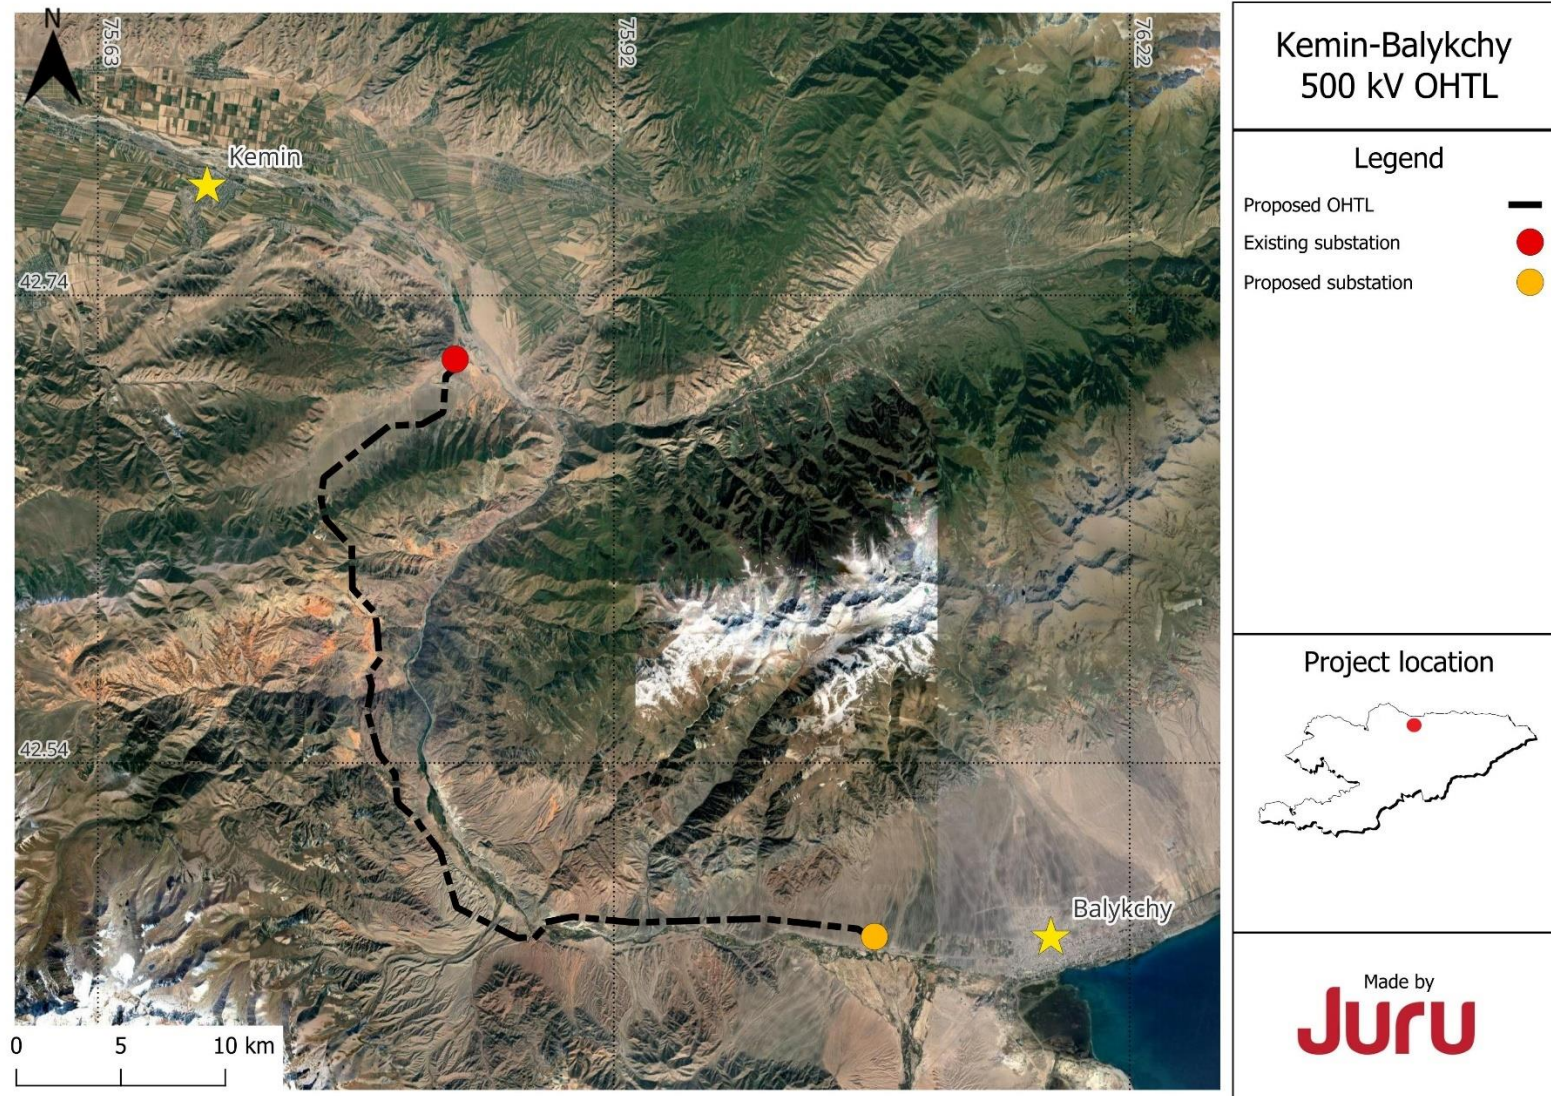 N
75.63
75.92
76.22
Kemin
42.74
42.54
Balykchy
0 5 10 km
Kemin-Balykchy
500 kV OHTL
Legend
Proposed OHTL
Existing substation
Proposed substation
Project location
Made by
Juru